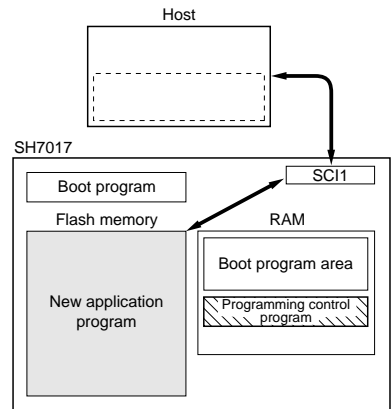 Host
SH7017
SCI1
Boot program
Flash memory
RAM
Boot program area
New application
program
Programming control
program